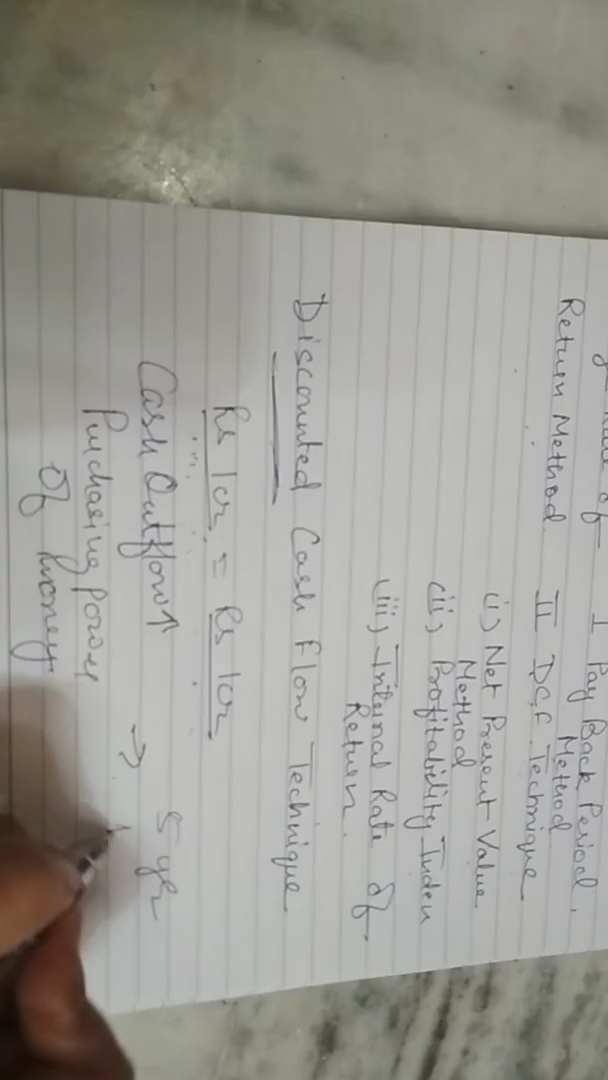 Return Method.
I Pay Back Period,
Method
II DCF Technique
(i) Net Present Value
Method
(ii) Profitability Index
(iii) Internal Rate of
Return.
Discounted Cash Flow Technique
Rs 1cr = Rs 1cr
Cash Outflow↑ → 5 yr
Purchasing Power
of money